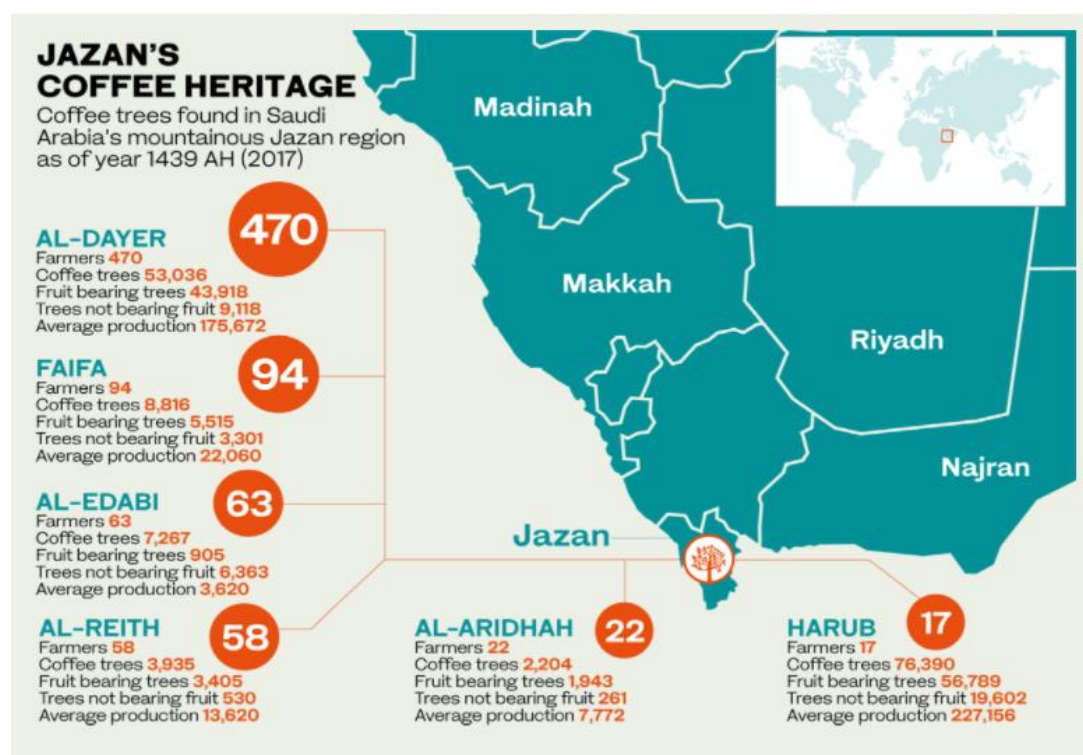 JAZAN'S
COFFEE HERITAGE
Coffee trees found in Saudi
Arabia's mountainous Jazan region
as of year 1439 AH (2017)
Madinah
Makkah
Riyadh
Najran
Jazan
470
AL-DAYER
Farmers 470
Coffee trees 53,036
Fruit bearing trees 43,918
Trees not bearing fruit 9,118
Average production 175,672
94
FAIFA
Farmers 94
Coffee trees 8,816
Fruit bearing trees 5,515
Trees not bearing fruit 3,301
Average production 22,060
63
AL-EDABI
Farmers 63
Coffee trees 7,267
Fruit bearing trees 905
Trees not bearing fruit 6,363
Average production 3,620
58
AL-REITH
Farmers 58
Coffee trees 3,935
Fruit bearing trees 3,405
Trees not bearing fruit 530
Average production 13,620
22
AL-ARIDHAH
Farmers 22
Coffee trees 2,204
Fruit bearing trees 1,943
Trees not bearing fruit 261
Average production 7,772
17
HARUB
Farmers 17
Coffee trees 76,390
Fruit bearing trees 56,789
Trees not bearing fruit 19,602
Average production 227,156